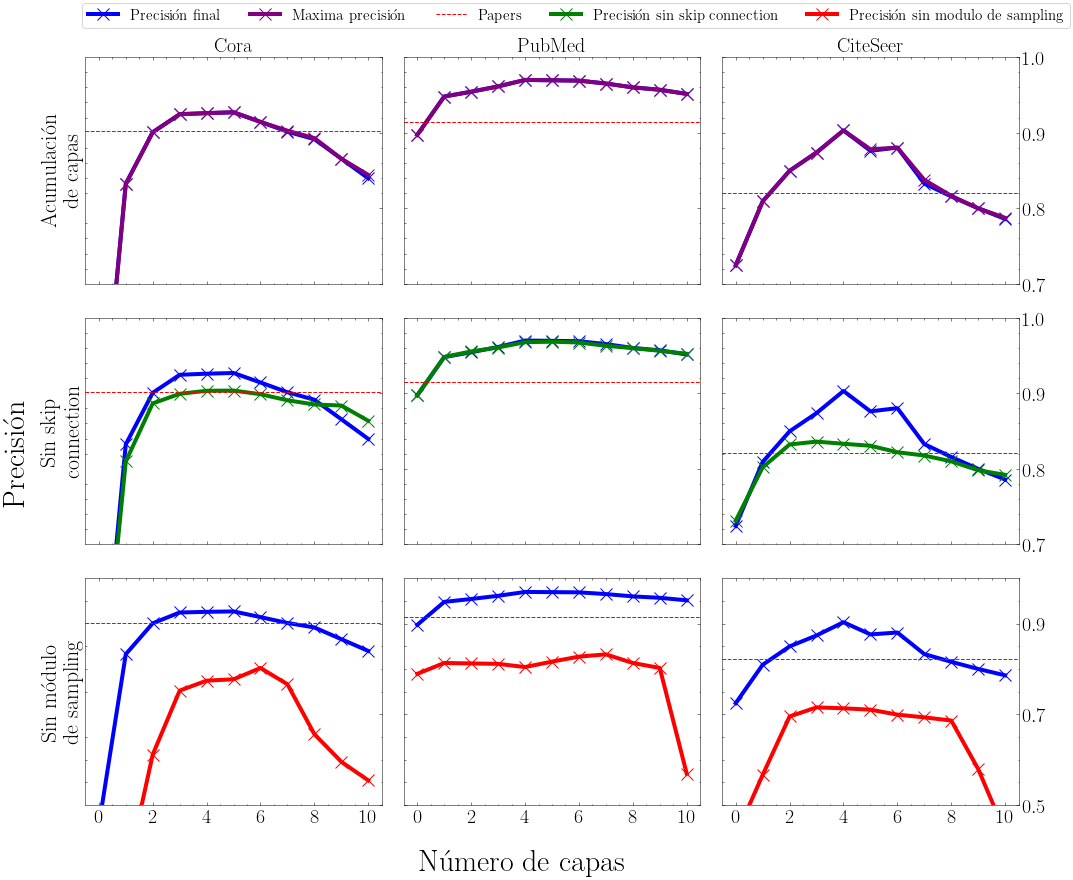 Precisión final Maxima precisión Papers Precisión sin skip connection Precisión sin modulo de sampling
Cora PubMed CiteSeer
Acumulación
de capas
1.0
0.9
0.8
0.7
Precisión
Sin skip
connection
1.0
0.9
0.8
0.7
Sin módulo
de sampling
0.9
0.7
0.5
0 2 4 6 8 10 0 2 4 6 8 10 0 2 4 6 8 10
Número de capas